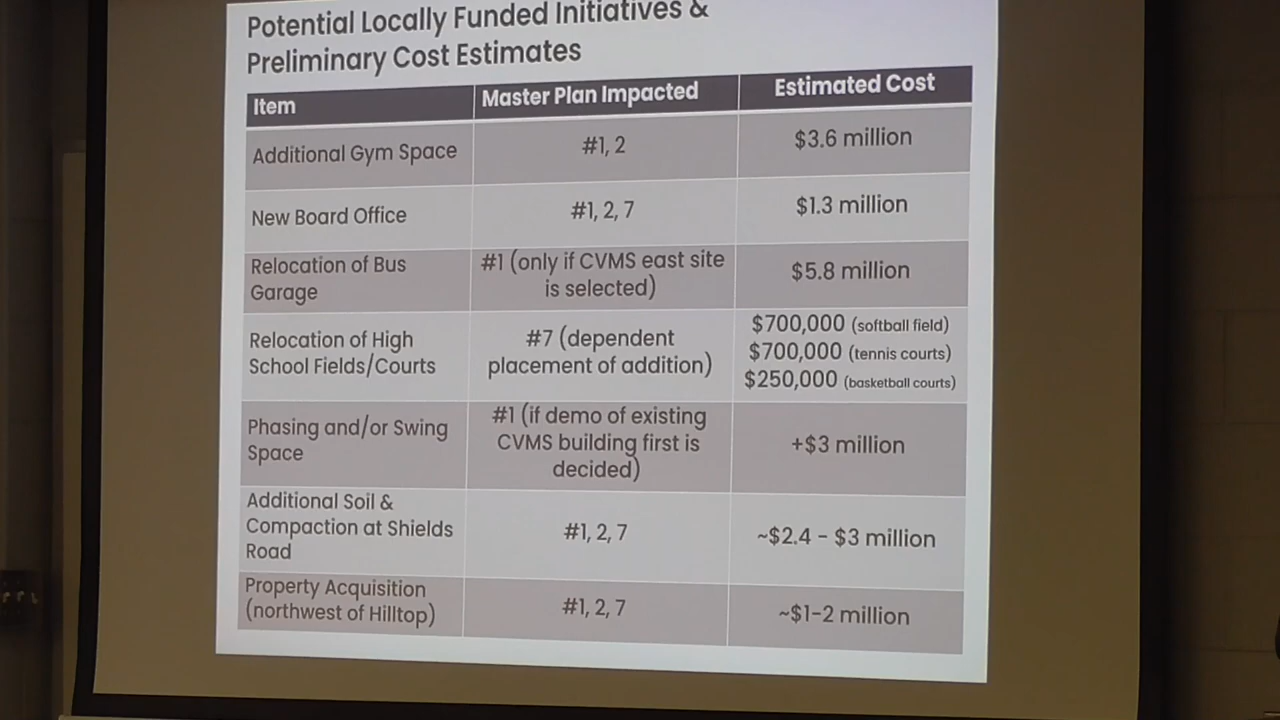 Potential Locally Funded Initiatives &
Preliminary Cost Estimates
Item
Master Plan Impacted
Estimated Cost
Additional Gym Space
#1, 2
$3.6 million
New Board Office
#1, 2, 7
$1.3 million
Relocation of Bus
Garage
#1 (only if CVMS east site
is selected)
$5.8 million
Relocation of High
School Fields/Courts
#7 (dependent
placement of addition)
$700,000 (softball field)
$700,000 (tennis courts)
$250,000 (basketball courts)
Phasing and/or Swing
Space
#1 (if demo of existing
CVMS building first is
decided)
+$3 million
Additional Soil &
Compaction at Shields
Road
#1, 2, 7
~$2.4 - $3 million
Property Acquisition
(northwest of Hilltop)
#1, 2, 7
~$1-2 million